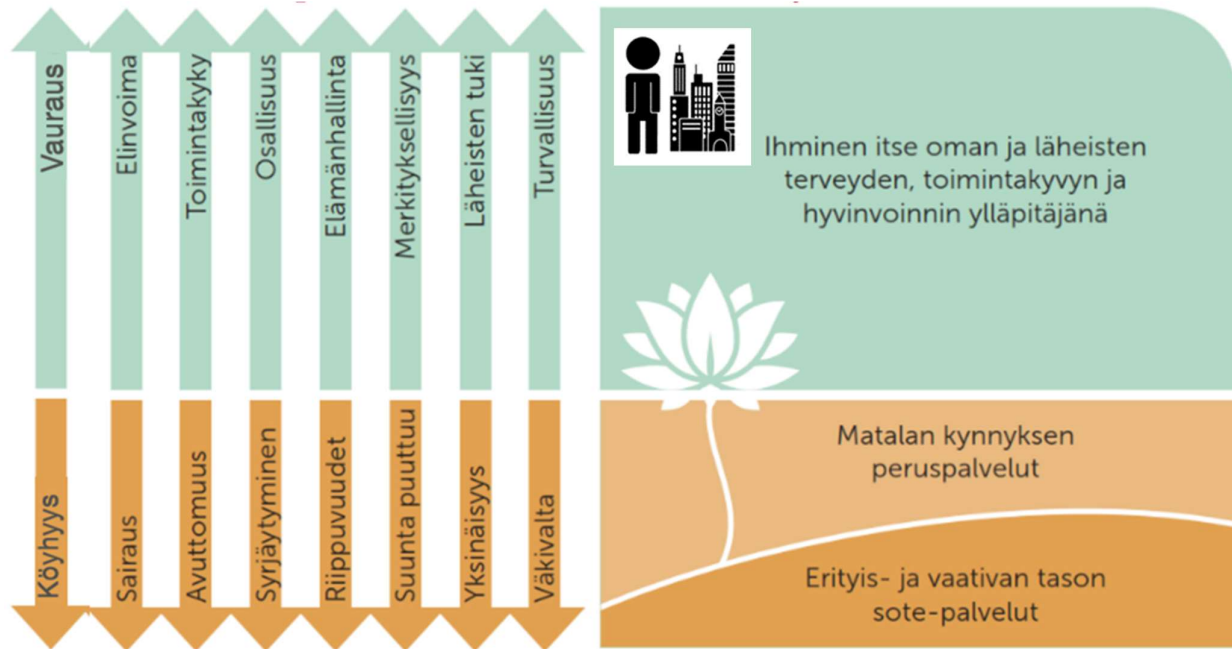 Vauraus
Elinvoima
Toimintakyky
Osallisuus
Elämänhallinta
Merkityksellisyys
Läheisten tuki
Turvallisuus
Köyhyys
Sairaus
Avuttomuus
Syrjäytyminen
Riippuvuudet
Suunta puuttuu
Yksinäisyys
Väkivalta
Ihminen itse oman ja läheisten
terveyden, toimintakyvyn ja
hyvinvoinnin ylläpitäjänä
Matalan kynnyksen
peruspalvelut
Erityis- ja vaativan tason
sote-palvelut